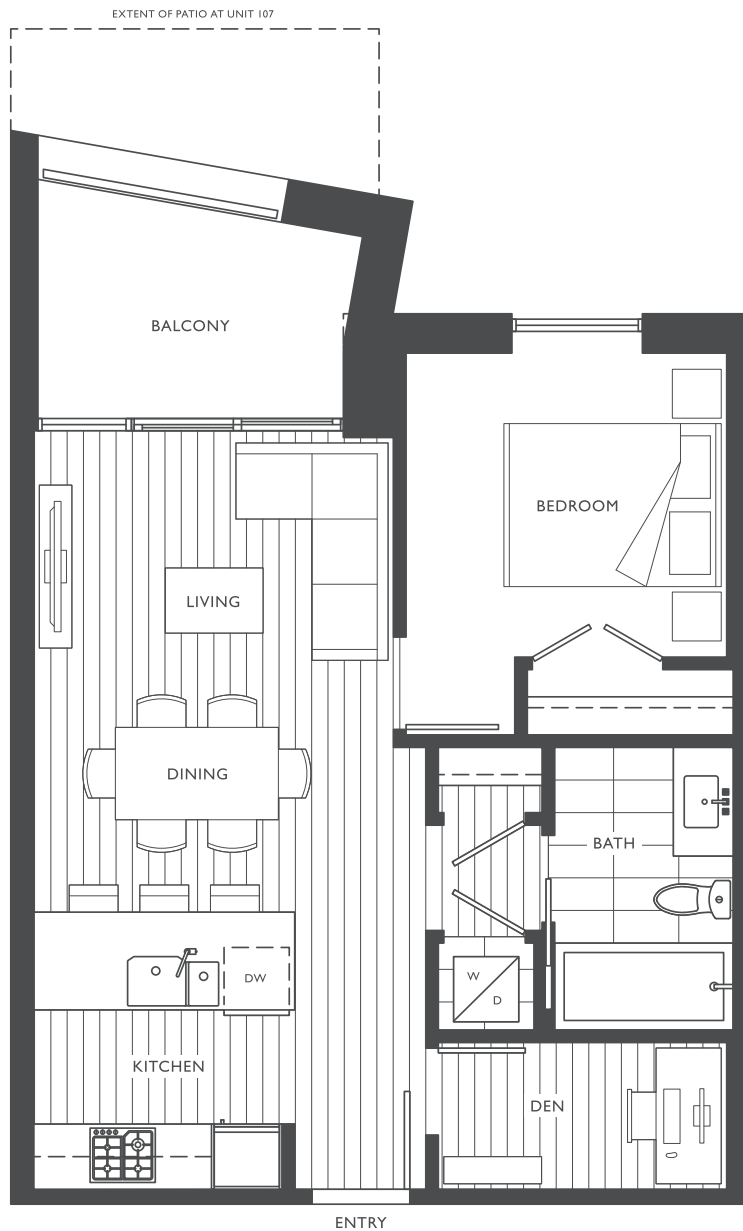 EXTENT OF PATIO AT UNIT 107
BALCONY
BEDROOM
LIVING
DINING
BATH
DW
W
D
KITCHEN
DEN
ENTRY